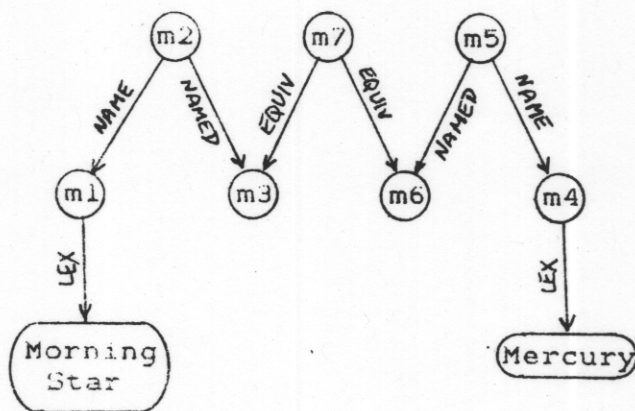 m2 m7 m5
NAME NAMED EQUIV EQUIV NAMED NAME
m1 m3 m6 m4
LEX LEX
Morning
Star
Mercury